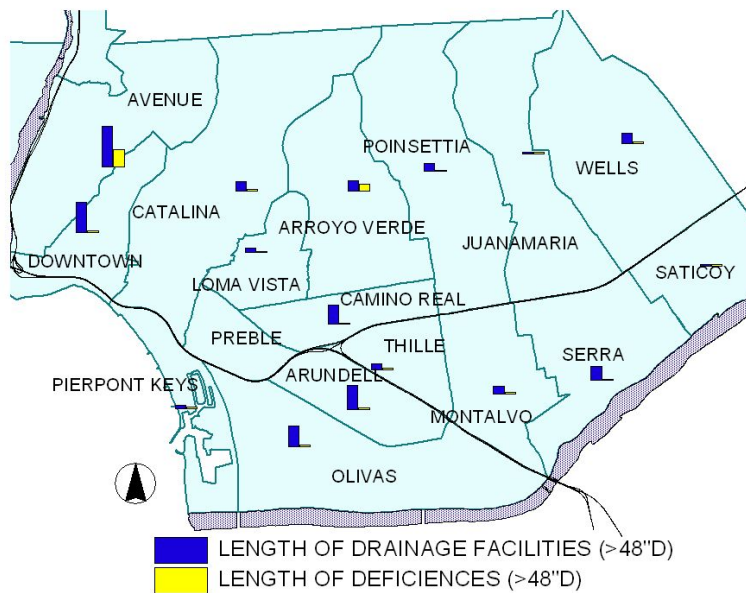 AVENUE
POINSETTIA
WELLS
CATALINA
ARROYO VERDE
JUANAMARIA
DOWNTOWN
LOMA VISTA
SATICOY
CAMINO REAL
PREBLE
THILLE
SERRA
PIERPONT KEYS
ARUNDELL
MONTALVO
OLIVAS
LENGTH OF DRAINAGE FACILITIES (>48"D)
LENGTH OF DEFICIENCES (>48"D)